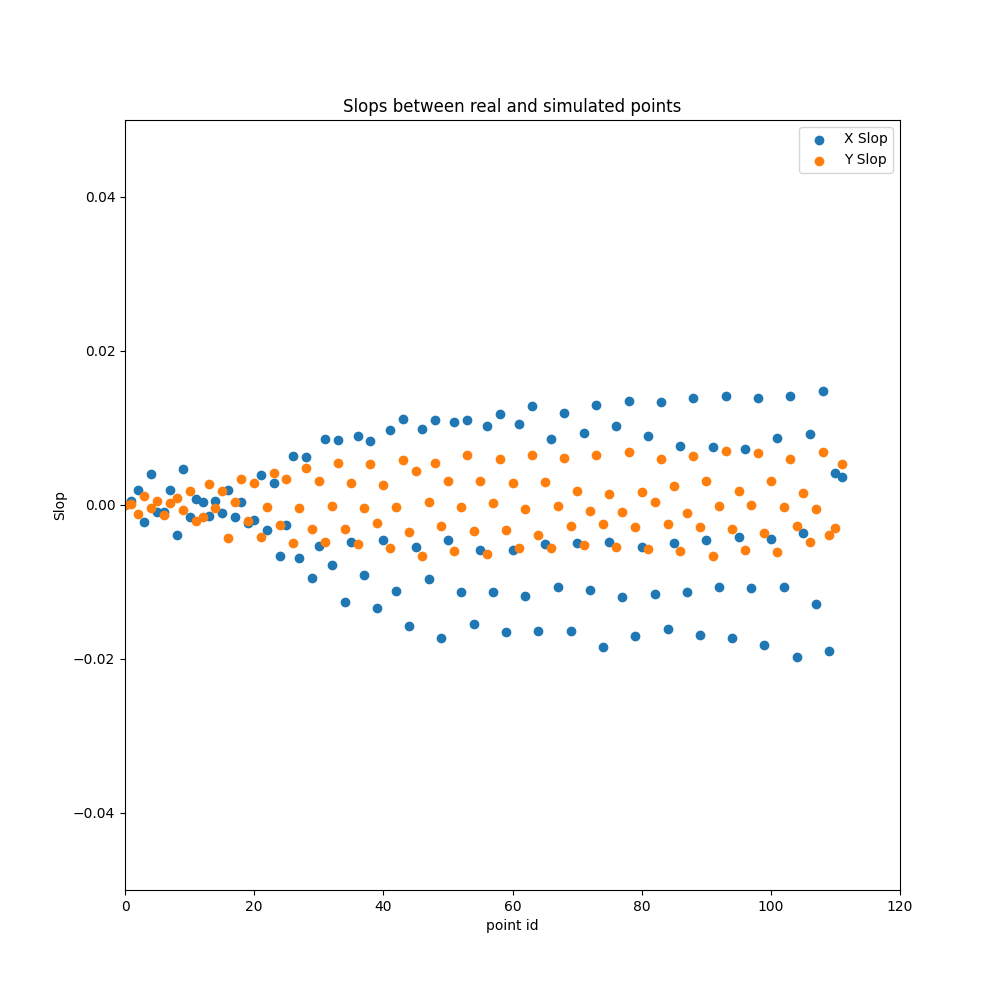 Slops between real and simulated points
X Slop
Y Slop
0.04
0.02
0.00
−0.02
−0.04
Slop
0 20 40 60 80 100 120
point id